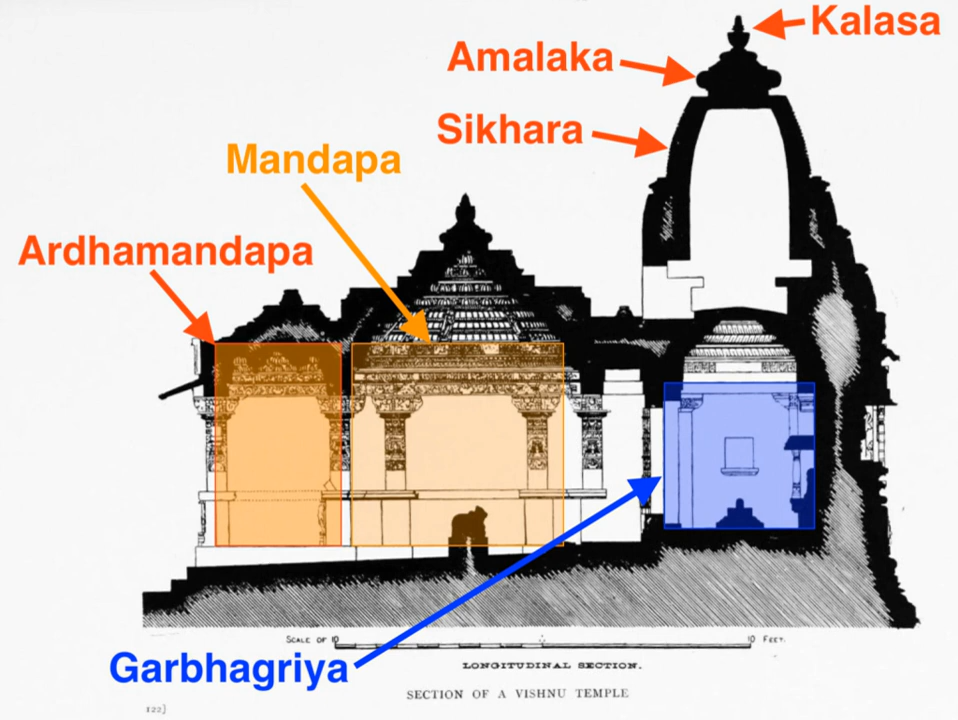 Kalasa
Amalaka
Sikhara
Mandapa
Ardhamandapa
SCALE OF 10
10 FEET.
Garbhagriya
LONGITUDINAL SECTION.
SECTION OF A VISHNU TEMPLE
122]